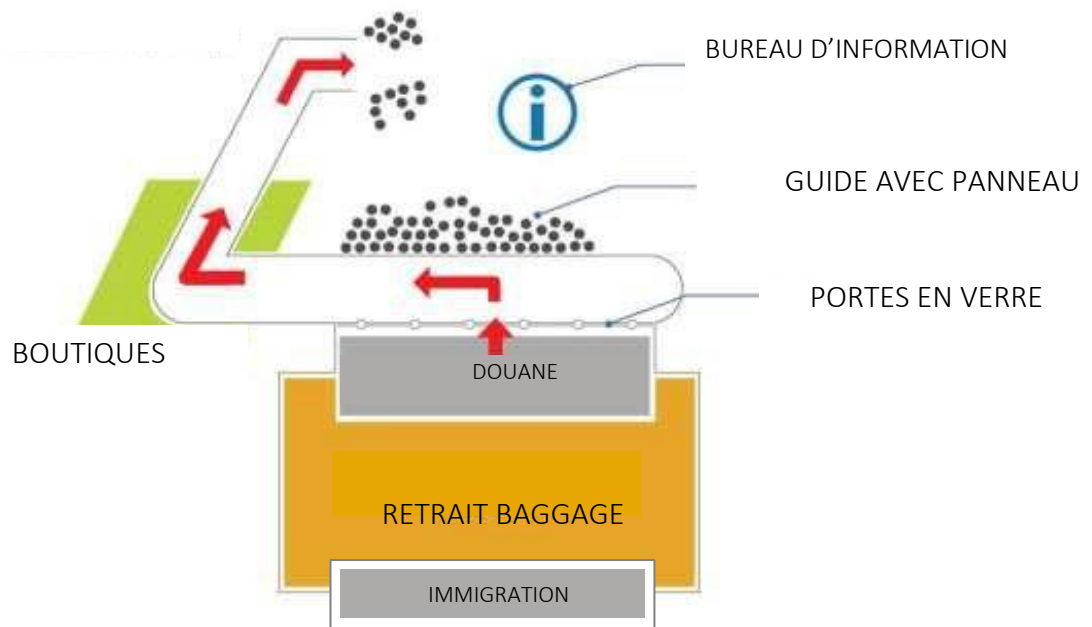 BUREAU D’INFORMATION
i
GUIDE AVEC PANNEAU
PORTES EN VERRE
BOUTIQUES
DOUANE
RETRAIT BAGGAGE
IMMIGRATION